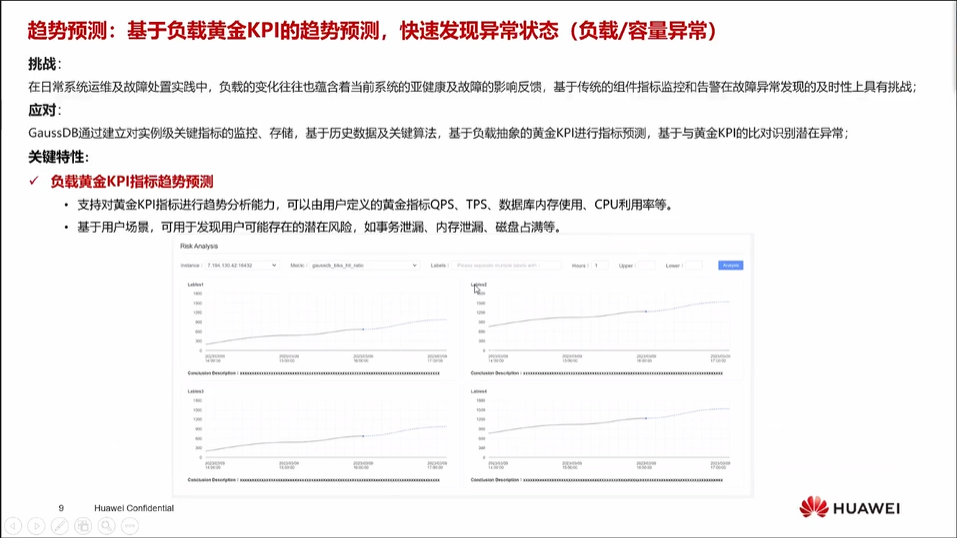 趋势预测：基于负载黄金KPI的趋势预测，快速发现异常状态（负载/容量异常）
挑战：
在日常系统运维及故障处置实践中，负载的变化往往也蕴含着当前系统的亚健康及故障的影响反馈，基于传统的组件指标监控和告警在故障异常发现的及时性上具有挑战；
应对：
GaussDB通过建立对实例级关键指标的监控、存储，基于历史数据及关键算法，基于负载抽象的黄金KPI进行指标预测，基于与黄金KPI的比对识别潜在异常；
关键特性：
✓ 负载黄金KPI指标趋势预测
• 支持对黄金KPI指标进行趋势分析能力，可以由用户定义的黄金指标QPS、TPS、数据库内存使用、CPU利用率等。
• 基于用户场景，可用于发现用户可能存在的潜在风险，如事务泄漏、内存泄漏、磁盘占满等。
Risk Analysis
Instance : Metric : Labels : Hours : 1 Upper : Lower : Analysis
Lables1
Lables2
Conclusion Description :
Conclusion Description :
Lables3
Lables4
Conclusion Description :
Conclusion Description :
9 Huawei Confidential
HUAWEI